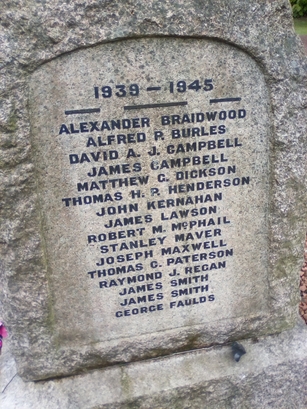 1939 — 1945
ALEXANDER BRAIDWOOD
ALFRED P. BURLES
DAVID A. J. CAMPBELL
JAMES CAMPBELL
MATTHEW G. DICKSON
THOMAS H. P. HENDERSON
JOHN KERNAHAN
JAMES LAWSON
ROBERT M. McPHAIL
STANLEY MAVER
JOSEPH MAXWELL
THOMAS G. PATERSON
RAYMOND J. REGAN
JAMES SMITH
JAMES SMITH
GEORGE FAULDS